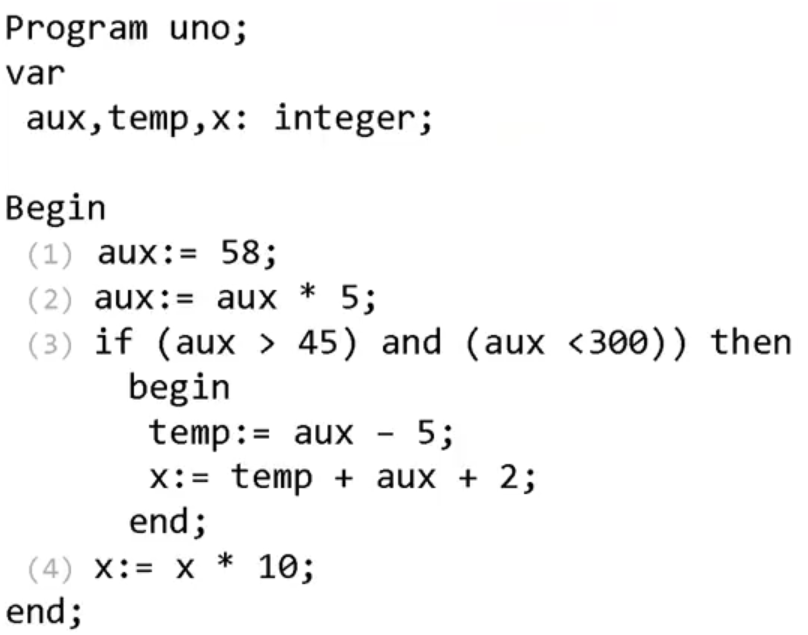 Program uno;
var
aux,temp,x: integer;
Begin
(1) aux:= 58;
(2) aux:= aux * 5;
(3) if (aux > 45) and (aux <300)) then
begin
temp:= aux – 5;
x:= temp + aux + 2;
end;
(4) x:= x * 10;
end;